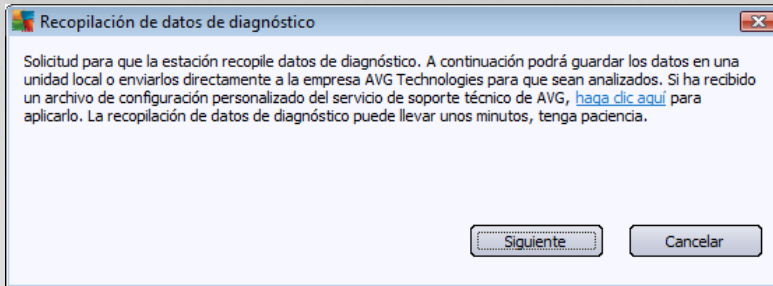 Recopilación de datos de diagnóstico
Solicitud para que la estación recopile datos de diagnóstico. A continuación podrá guardar los datos en una
unidad local o enviarlos directamente a la empresa AVG Technologies para que sean analizados. Si ha recibido
un archivo de configuración personalizado del servicio de soporte técnico de AVG, haga clic aquí para
aplicarlo. La recopilación de datos de diagnóstico puede llevar unos minutos, tenga paciencia.
Siguiente Cancelar